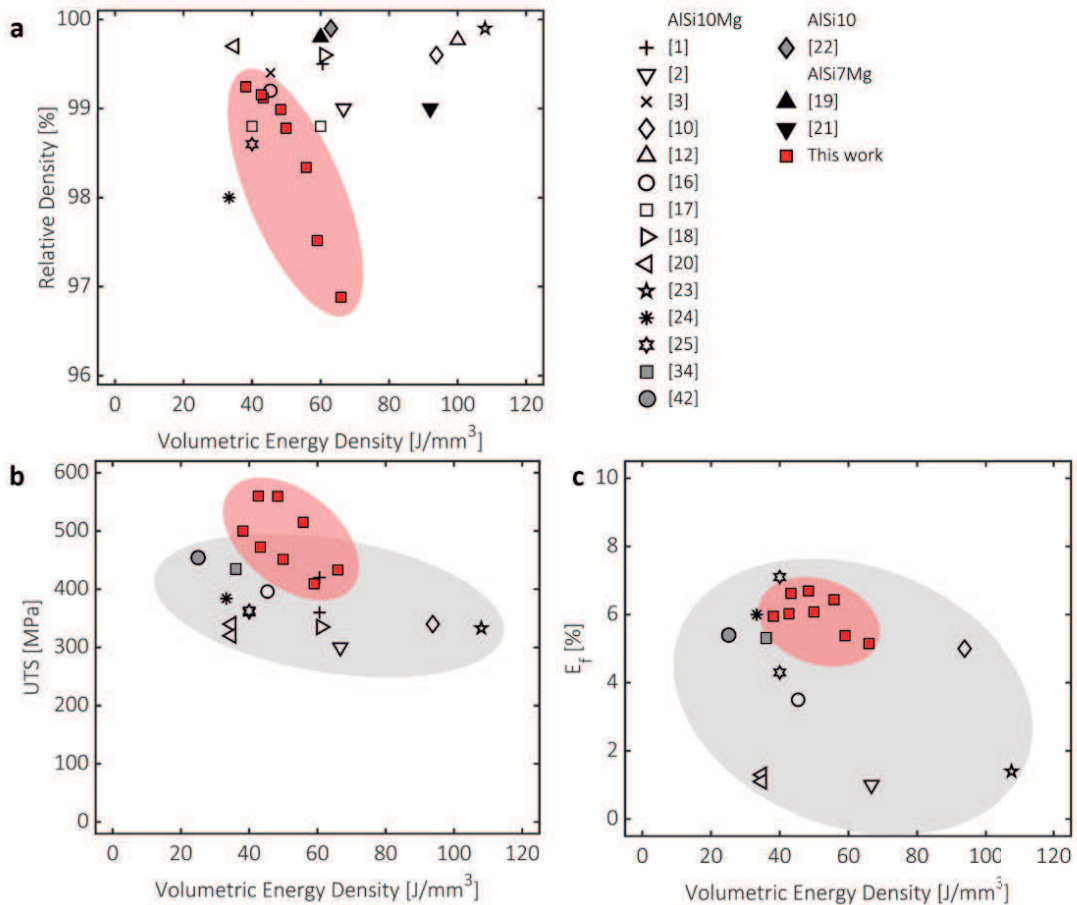 a
100
99
98
97
96
Relative Density [%]
0 20 40 60 80 100 120
Volumetric Energy Density [J/mm³]
AlSi10Mg
[1]
[2]
[3]
[10]
[12]
[16]
[17]
[18]
[20]
[23]
[24]
[25]
[34]
[42]
AlSi10
[22]
AlSi7Mg
[19]
[21]
This work
b
600
500
400
300
200
100
0
UTS [MPa]
0 20 40 60 80 100 120
Volumetric Energy Density [J/mm³]
c
10
8
6
4
2
0
E_f [%]
0 20 40 60 80 100 120
Volumetric Energy Density [J/mm³]